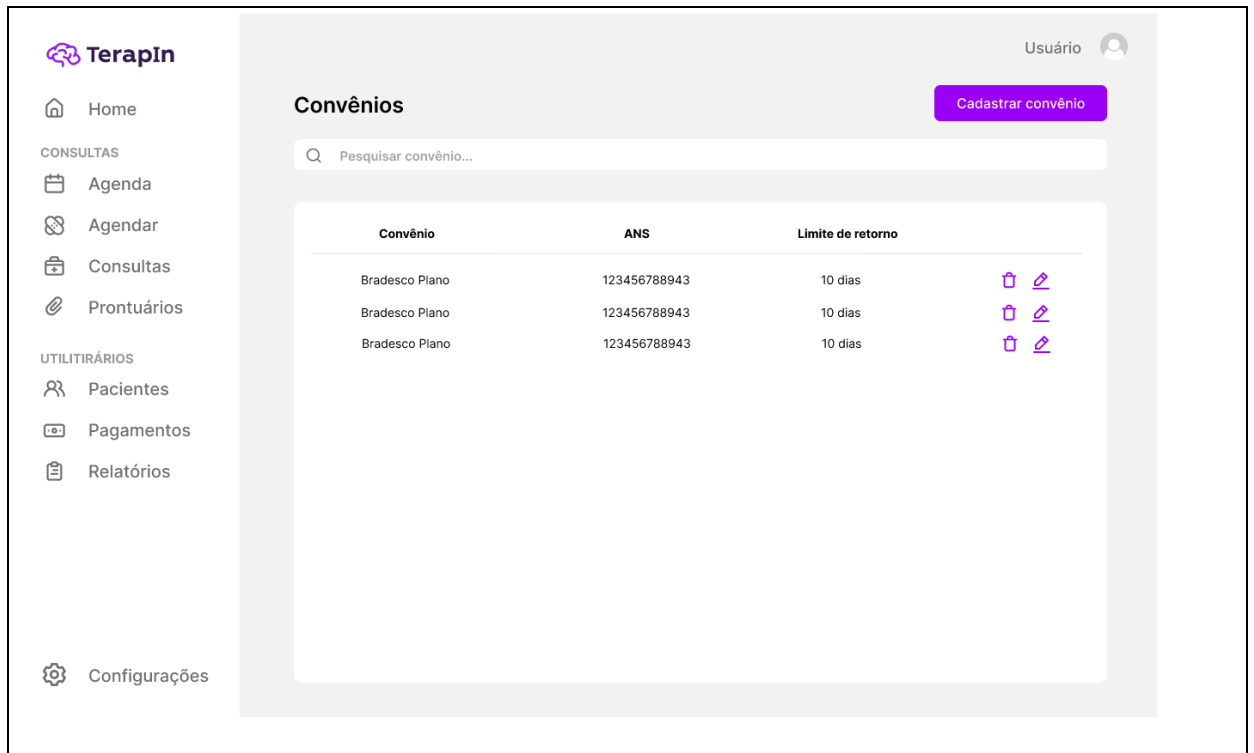 TerapIn
Home
CONSULTAS
Agenda
Agendar
Consultas
Prontuários
UTILITIRÁRIOS
Pacientes
Pagamentos
Relatórios
Configurações
Usuário
Convênios
Cadastrar convênio
Pesquisar convênio...
Convênio ANS Limite de retorno
Bradesco Plano 123456788943 10 dias
Bradesco Plano 123456788943 10 dias
Bradesco Plano 123456788943 10 dias